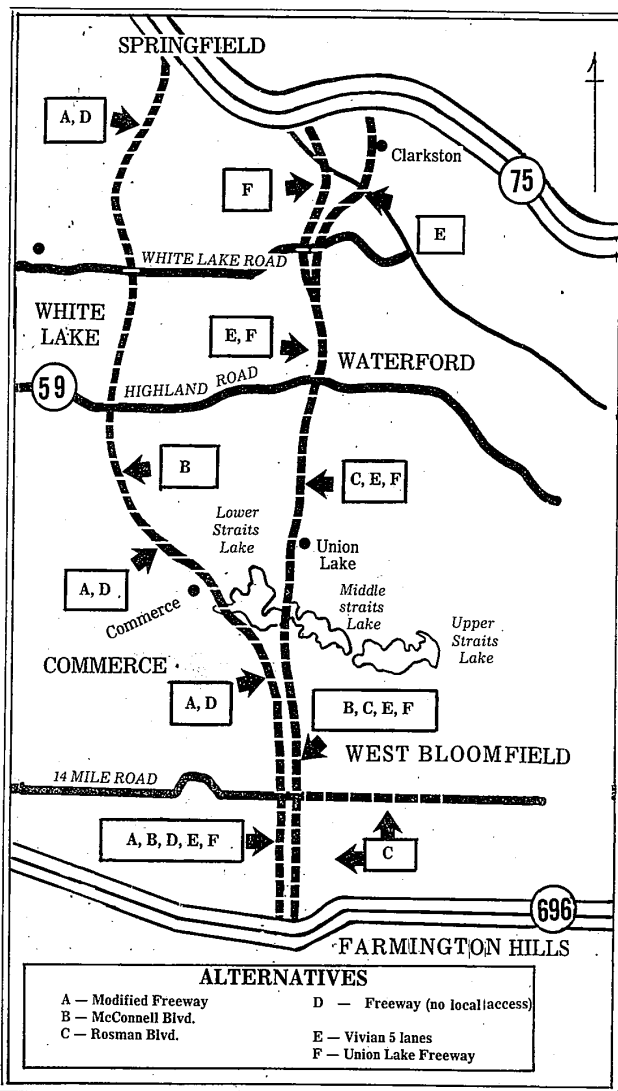 SPRINGFIELD
A, D
Clarkston
75
F
E
WHITE LAKE ROAD
WHITE
LAKE
E, F
WATERFORD
59
HIGHLAND ROAD
B
C, E, F
Lower
Straits
Lake
Union
Lake
A, D
Middle
straits
Lake
Commerce
Upper
Straits
Lake
COMMERCE
A, D
B, C, E, F
WEST BLOOMFIELD
14 MILE ROAD
A, B, D, E, F
C
696
FARMINGTON HILLS
ALTERNATIVES
A — Modified Freeway
B — McConnell Blvd.
C — Rosman Blvd.
D — Freeway (no local access)
E — Vivian 5 lanes
F — Union Lake Freeway